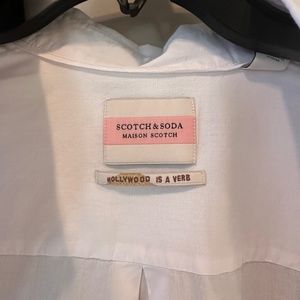 SCOTCH & SODA
MAISON SCOTCH
HOLLYWOOD IS A VERB